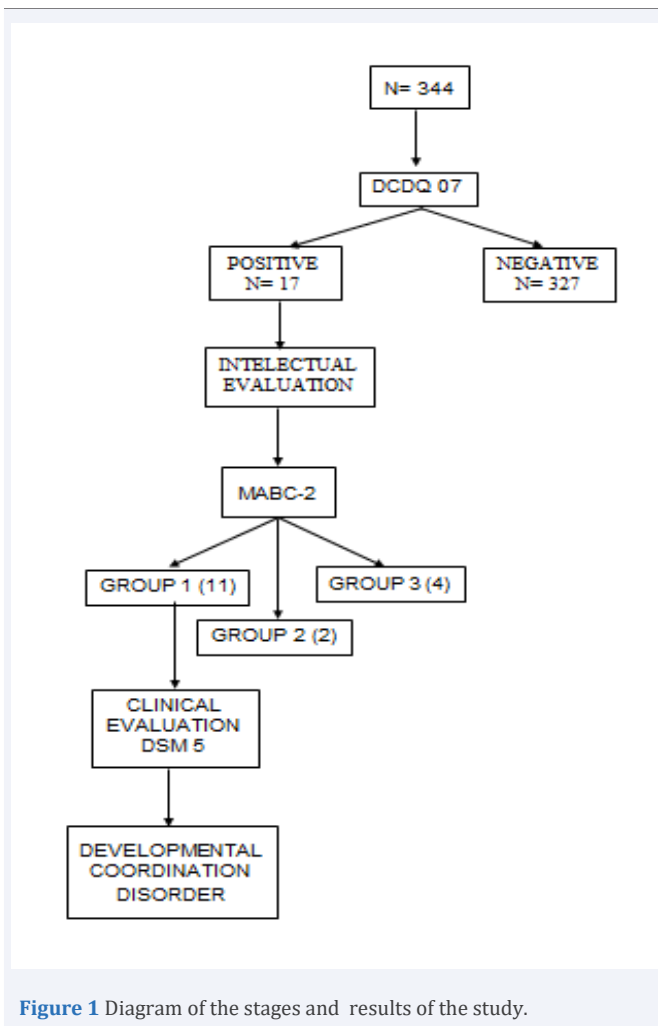 N= 344
DCDQ 07
POSITIVE
N= 17
NEGATIVE
N= 327
INTELECTUAL
EVALUATION
MABC-2
GROUP 1 (11)
GROUP 3 (4)
GROUP 2 (2)
CLINICAL
EVALUATION
DSM 5
DEVELOPMENTAL
COORDINATION
DISORDER
Figure 1 Diagram of the stages and results of the study.